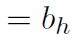 = b_h